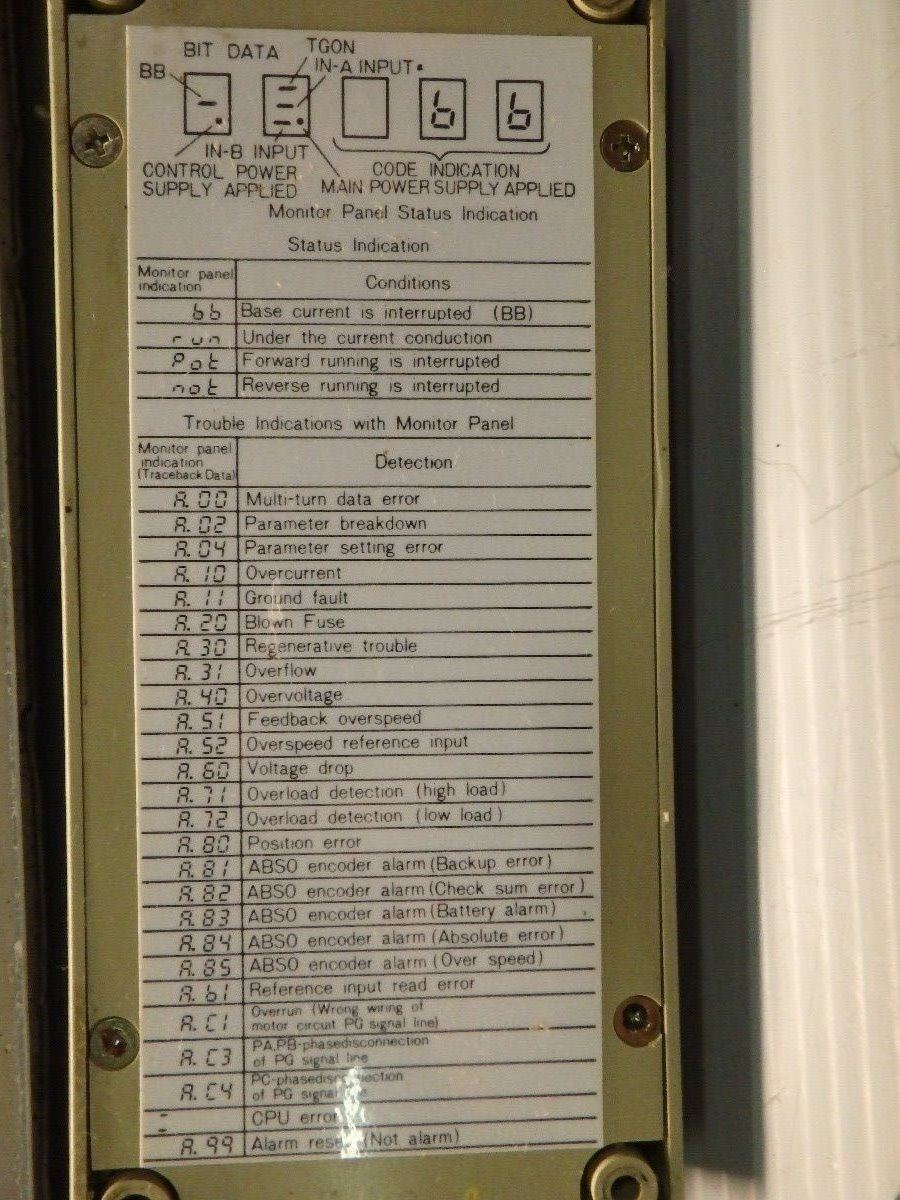 BIT DATA
TGON
IN-A INPUT
BB
b b
IN-B INPUT
CONTROL POWER
SUPPLY APPLIED
CODE INDICATION
MAIN POWER SUPPLY APPLIED
Monitor Panel Status Indication
Status Indication
Monitor panel
indication
Conditions
bb Base current is interrupted (BB)
run Under the current conduction
Pot Forward running is interrupted
not Reverse running is interrupted
Trouble Indications with Monitor Panel
Monitor panel
indication
(Traceback Data)
Detection
A.00 Multi-turn data error
A.02 Parameter breakdown
A.04 Parameter setting error
A.10 Overcurrent
A.11 Ground fault
A.20 Blown Fuse
A.30 Regenerative trouble
A.31 Overflow
A.40 Overvoltage
A.51 Feedback overspeed
A.52 Overspeed reference input
A.60 Voltage drop
A.71 Overload detection (high load)
A.72 Overload detection (low load)
A.80 Position error
A.81 ABSO encoder alarm (Backup error)
A.82 ABSO encoder alarm (Check sum error)
A.83 ABSO encoder alarm (Battery alarm)
A.84 ABSO encoder alarm (Absolute error)
A.85 ABSO encoder alarm (Over speed)
A.b1 Reference input read error
A.C1 Overrun (Wrong wiring of
motor circuit PG signal line)
A.C3 PA,PB-phasedisconnection
of PG signal line
A.C4 PC-phasedisconnection
of PG signal
CPU error
A.99 Alarm reset (Not alarm)